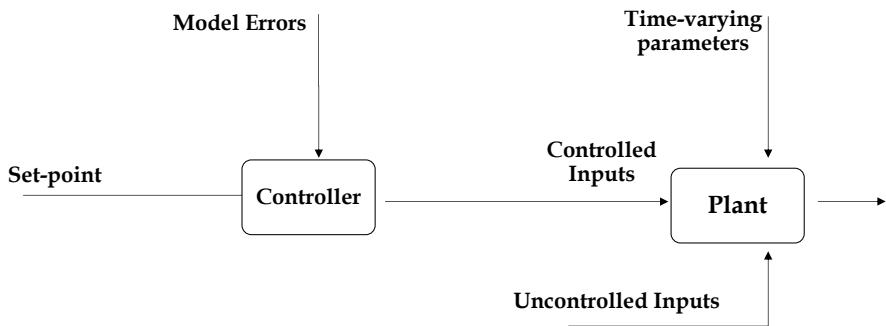 Model Errors
Time-varying
parameters
Set-point
Controller
Controlled
Inputs
Plant
Uncontrolled Inputs